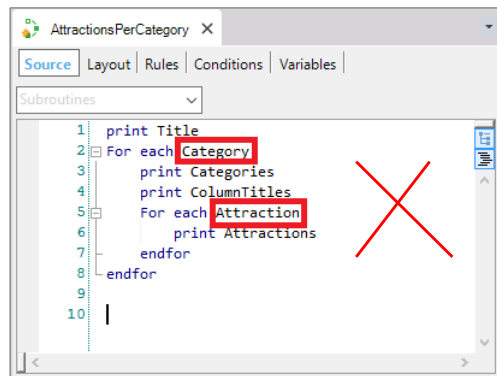 AttractionsPerCategory
Source Layout Rules Conditions Variables
Subroutines
1 print Title
2 For each Category
3 print Categories
4 print ColumnTitles
5 For each Attraction
6 print Attractions
7 endfor
8 endfor
9
10